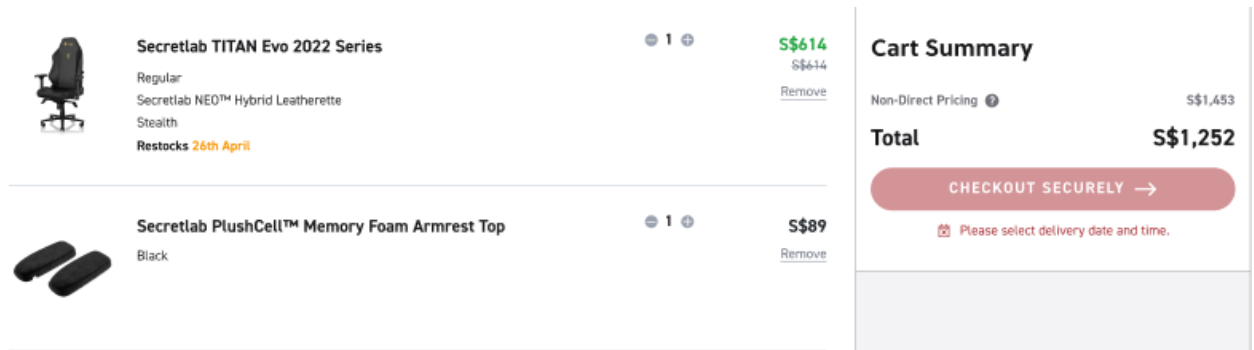 Secretlab TITAN Evo 2022 Series
Regular
Secretlab NEO™ Hybrid Leatherette
Stealth
Restocks 26th April
1
S$614
S$614
Remove
Secretlab PlushCell™ Memory Foam Armrest Top
Black
1
S$89
Remove
Cart Summary
Non-Direct Pricing ? S$1,453
Total S$1,252
CHECKOUT SECURELY →
Please select delivery date and time.